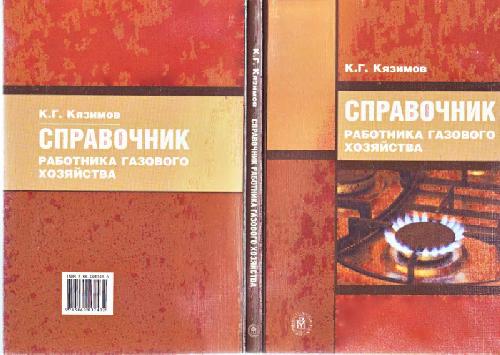 К.Г. Кязимов
СПРАВОЧНИК
РАБОТНИКА ГАЗОВОГО
ХОЗЯЙСТВА
К.Г. Кязимов
СПРАВОЧНИК РАБОТНИКА ГАЗОВОГО ХОЗЯЙСТВА
К.Г. Кязимов
СПРАВОЧНИК
РАБОТНИКА ГАЗОВОГО
ХОЗЯЙСТВА